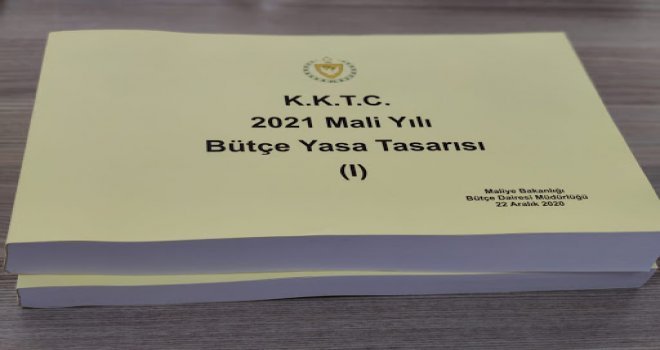 K.K.T.C.
2021 Mali Yılı
Bütçe Yasa Tasarısı
(I)
Maliye Bakanlığı
Bütçe Dairesi Müdürlüğü
22 Aralık 2020